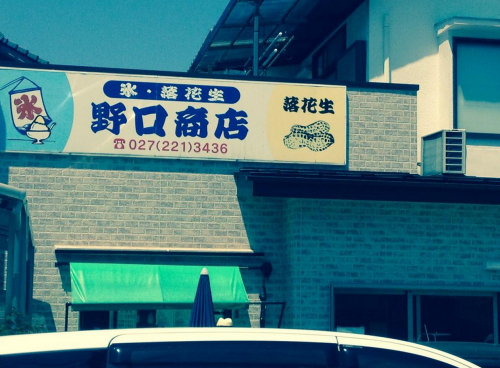 氷
氷・落花生
野口商店
☎027(221)3436
落花生